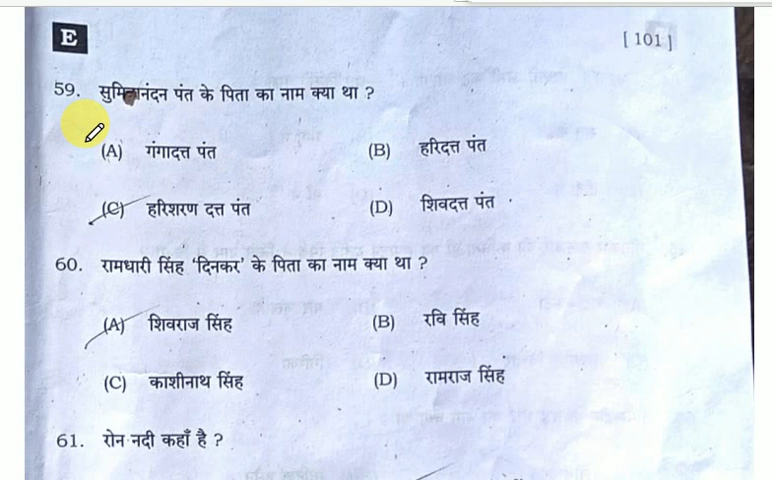 E
[ 101 ]
59. सुमित्रानंदन पंत के पिता का नाम क्या था ?
(A) गंगादत्त पंत (B) हरिदत्त पंत
(C) हरिशरण दत्त पंत (D) शिवदत्त पंत
60. रामधारी सिंह 'दिनकर' के पिता का नाम क्या था ?
(A) शिवराज सिंह (B) रवि सिंह
(C) काशीनाथ सिंह (D) रामराज सिंह
61. रोन नदी कहाँ है ?